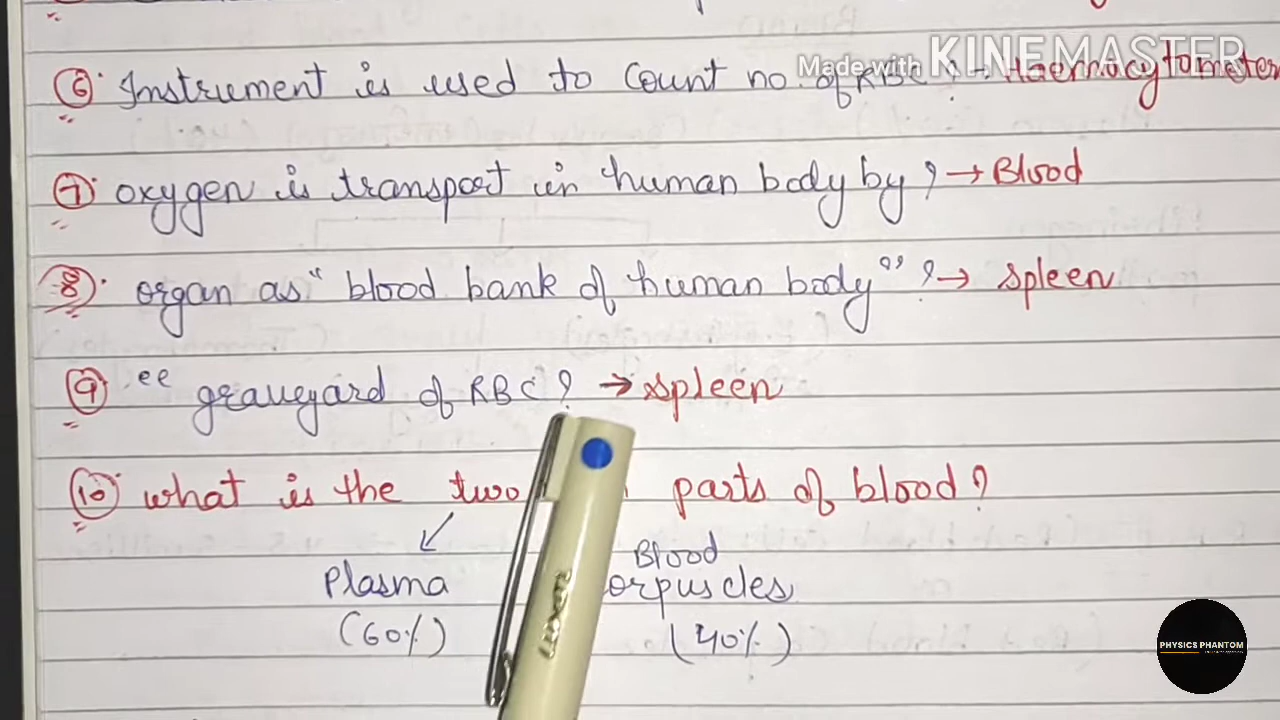 Made with KINEMASTER
6. Instrument is used to Count no. of RBC ? → Haemocytometer
7. oxygen is transport in human body by ? → Blood
8. organ as "blood bank of human body" ? → spleen
9. " graveyard of RBC ? → spleen
10. what is the two parts of blood ?
Blood
Plasma orpuscles
(60%) (40%)
PHYSICS PHANTOM